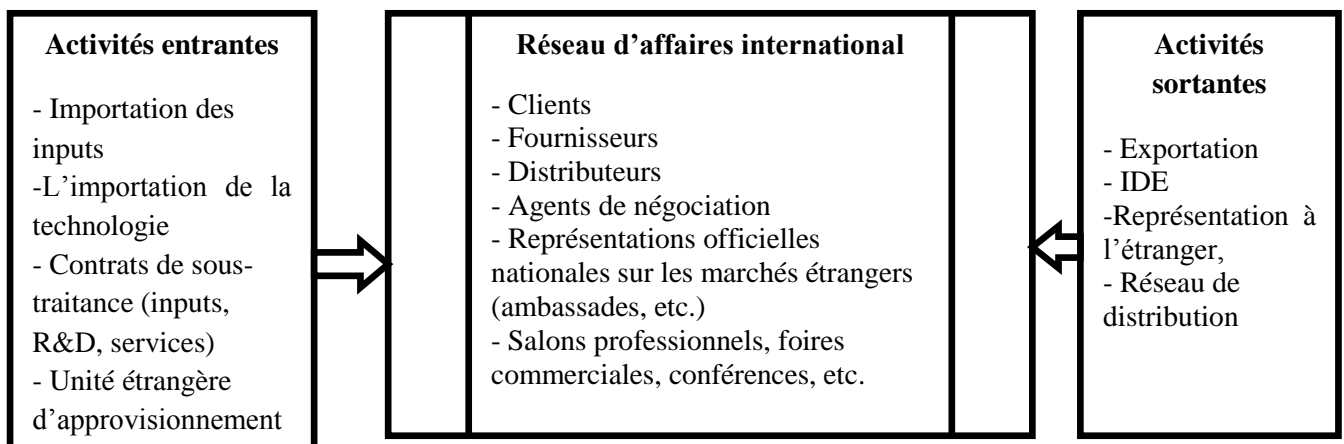 Activités entrantes
- Importation des
inputs
-L’importation de la
technologie
- Contrats de sous-
traitance (inputs,
R&D, services)
- Unité étrangère
d’approvisionnement
Réseau d’affaires international
- Clients
- Fournisseurs
- Distributeurs
- Agents de négociation
- Représentations officielles
nationales sur les marchés étrangers
(ambassades, etc.)
- Salons professionnels, foires
commerciales, conférences, etc.
Activités
sortantes
- Exportation
- IDE
-Représentation à
l’étranger,
- Réseau de
distribution